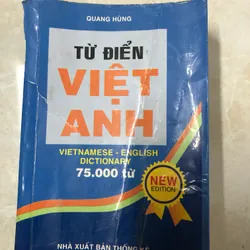 QUANG HÙNG
TỪ ĐIỂN
VIỆT
ANH
VIETNAMESE - ENGLISH
DICTIONARY
75.000 từ
NEW
EDITION
NHÀ XUẤT BẢN THỐNG KÊ